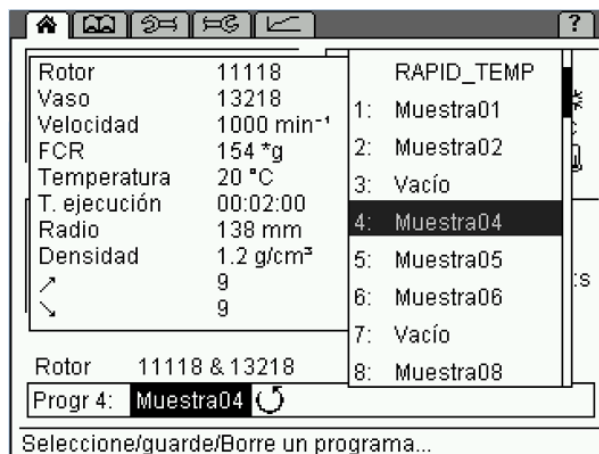 ?
Rotor 11118
Vaso 13218
Velocidad 1000 min⁻¹
FCR 154 *g
Temperatura 20 °C
T. ejecución 00:02:00
Radio 138 mm
Densidad 1.2 g/cm³
↗ 9
↘ 9
RAPID_TEMP
1: Muestra01
2: Muestra02
3: Vacío
4: Muestra04
5: Muestra05
6: Muestra06
7: Vacío
8: Muestra08
:s
Rotor 11118 & 13218
Progr 4: Muestra04
Seleccione/guarde/Borre un programa...